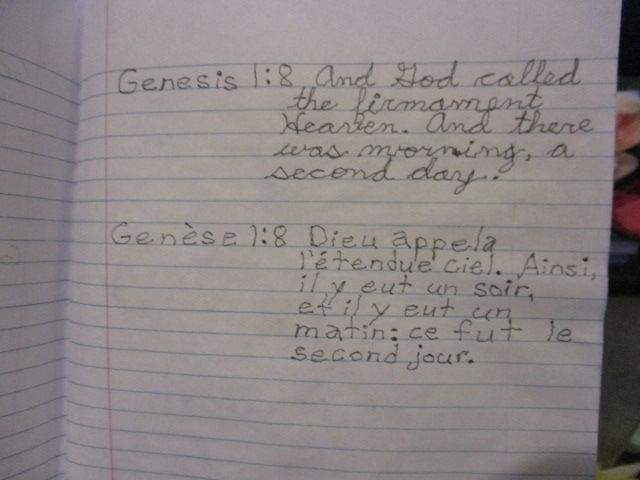 Genesis 1:8 And God called
the firmament
Heaven. And there
was morning, a
second day.
Genèse 1:8 Dieu appela
l'étendue ciel. Ainsi,
il y eut un soir,
et il y eut un
matin: ce fut le
second jour.